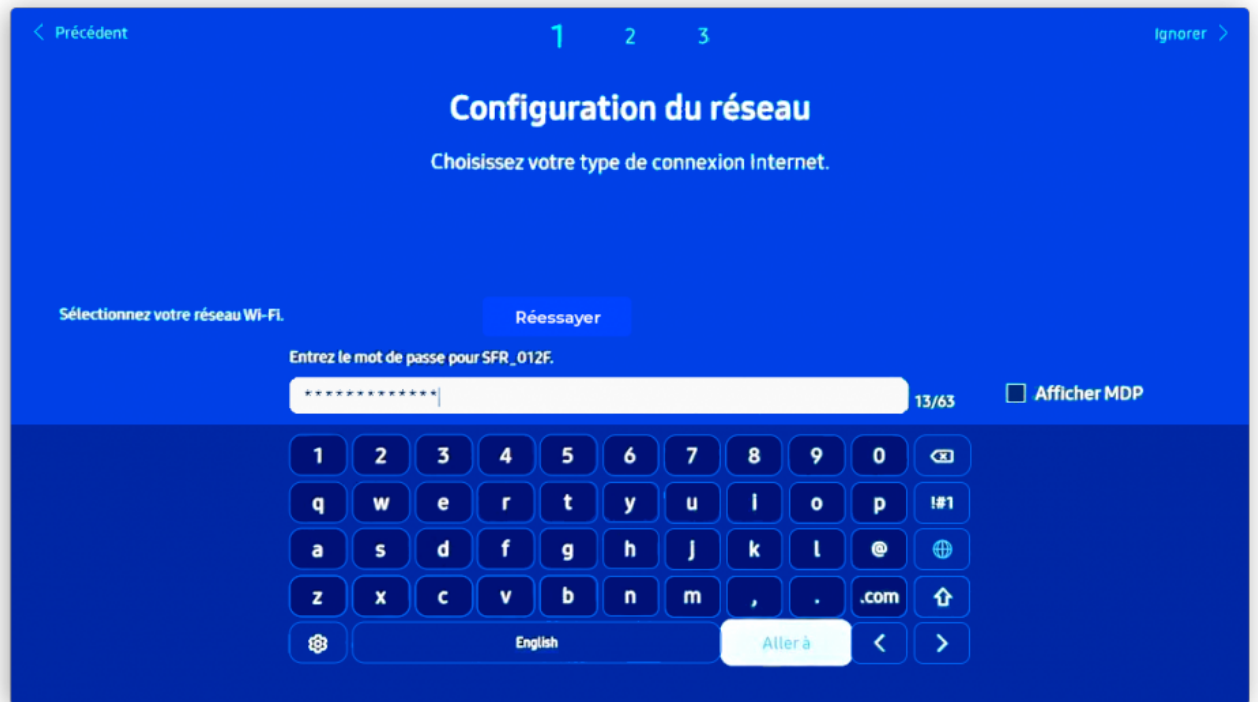 Précédent 1 2 3 Ignorer
Configuration du réseau
Choisissez votre type de connexion Internet.
Sélectionnez votre réseau Wi-Fi. Réessayer
Entrez le mot de passe pour SFR_012F.
************* 13/63 Afficher MDP
1 2 3 4 5 6 7 8 9 0
q w e r t y u i o p !#1
a s d f g h j k l @
z x c v b n m , . .com
English Aller à < >